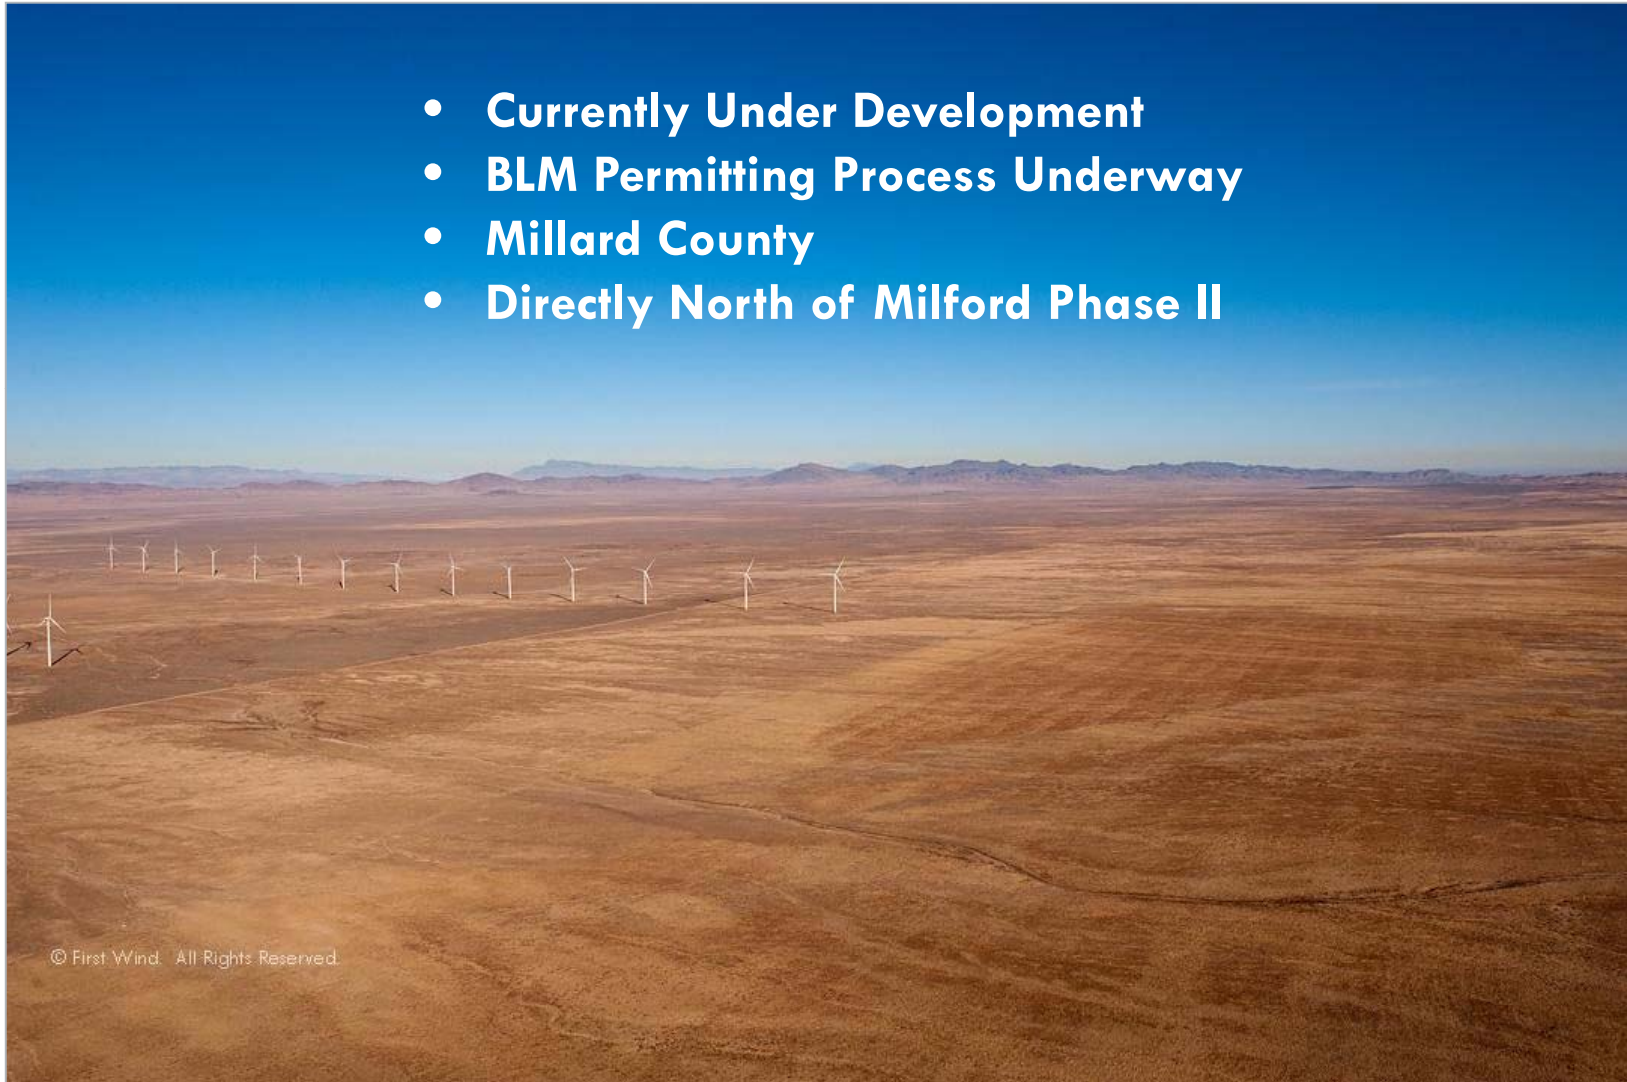 • Currently Under Development
• BLM Permitting Process Underway
• Millard County
• Directly North of Milford Phase II
© First Wind. All Rights Reserved.